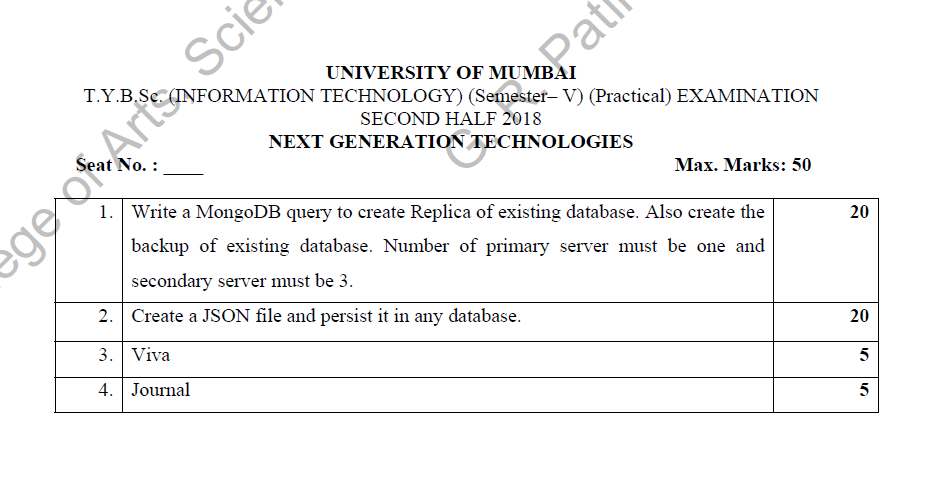 UNIVERSITY OF MUMBAI
T.Y.B.Sc. (INFORMATION TECHNOLOGY) (Semester– V) (Practical) EXAMINATION
SECOND HALF 2018
NEXT GENERATION TECHNOLOGIES
Seat No. : ____ Max. Marks: 50
1. Write a MongoDB query to create Replica of existing database. Also create the 20
backup of existing database. Number of primary server must be one and
secondary server must be 3.
2. Create a JSON file and persist it in any database. 20
3. Viva 5
4. Journal 5
of Arts, 
G. R. Patil